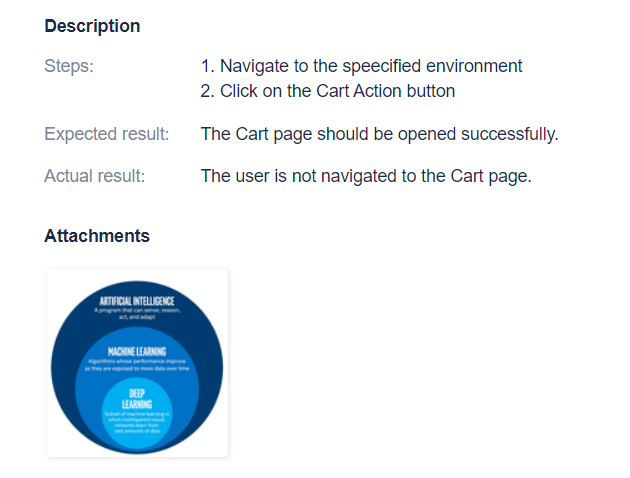 Description
Steps:
1. Navigate to the speecified environment
2. Click on the Cart Action button
Expected result:
The Cart page should be opened successfully.
Actual result:
The user is not navigated to the Cart page.
Attachments
ARTIFICIAL INTELLIGENCE
A program that can sense, reason,
act, and adapt
MACHINE LEARNING
Algorithms whose performance improve
as they are exposed to more data over time
DEEP
LEARNING
Subset of machine learning in
which multilayered neural
networks learn from
vast amounts of data